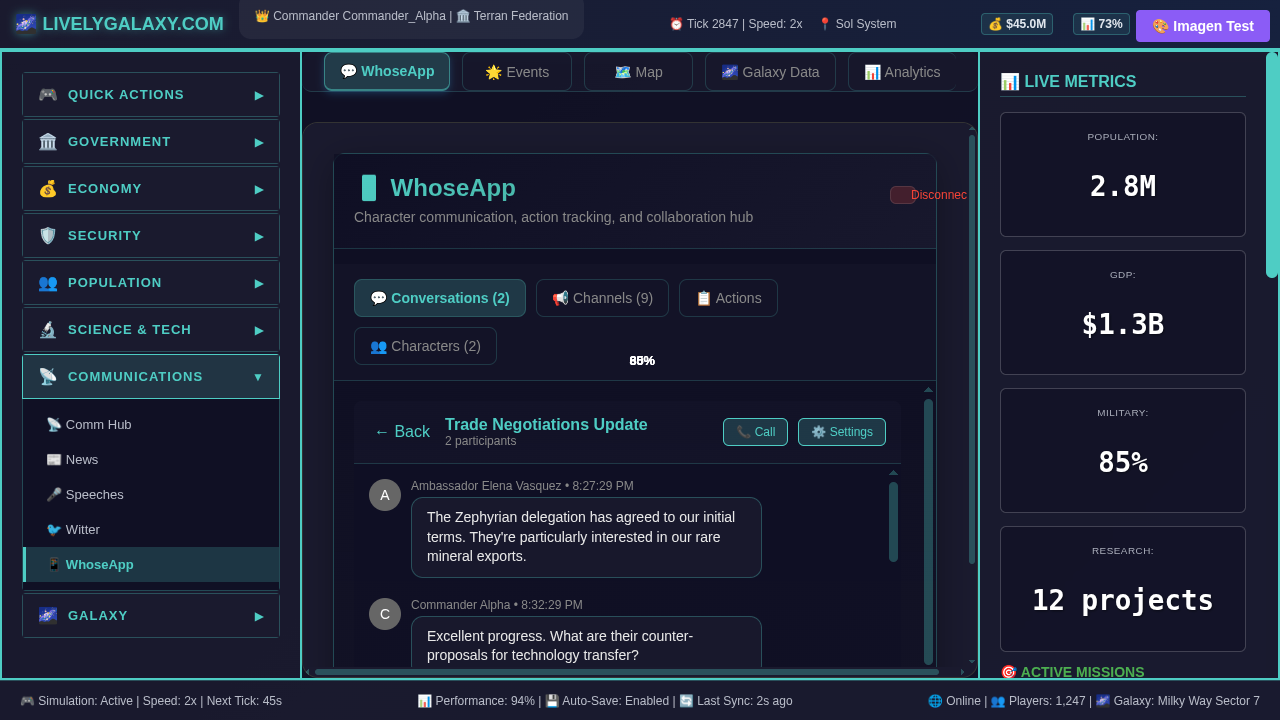 🌌 LIVELYGALAXY.COM
👑 Commander Commander_Alpha | 🏛️ Terran Federation
⏰ Tick 2847 | Speed: 2x
📍 Sol System
💰 $45.0M
📊 73%
🎨 Imagen Test
🎮 QUICK ACTIONS ▶
🏛️ GOVERNMENT ▶
💰 ECONOMY ▶
🛡️ SECURITY ▶
👥 POPULATION ▶
🔬 SCIENCE & TECH ▶
📡 COMMUNICATIONS ▼
📡 Comm Hub
📰 News
🎤 Speeches
🐦 Witter
📱 WhoseApp
🌌 GALAXY ▶
💬 WhoseApp
🌟 Events
🗺️ Map
🌌 Galaxy Data
📊 Analytics
WhoseApp
Character communication, action tracking, and collaboration hub
Disconnec
💬 Conversations (2)
📢 Channels (9)
📋 Actions
👥 Characters (2)
← Back
Trade Negotiations Update
2 participants
📞 Call
⚙️ Settings
A
Ambassador Elena Vasquez • 8:27:29 PM
The Zephyrian delegation has agreed to our initial
terms. They're particularly interested in our rare
mineral exports.
C
Commander Alpha • 8:32:29 PM
Excellent progress. What are their counter-
proposals for technology transfer?
📊 LIVE METRICS
POPULATION:
2.8M
GDP:
$1.3B
MILITARY:
85%
RESEARCH:
12 projects
🎯 ACTIVE MISSIONS
🎮 Simulation: Active | Speed: 2x | Next Tick: 45s
📊 Performance: 94% | 💾 Auto-Save: Enabled | 🔄 Last Sync: 2s ago
🌐 Online | 👥 Players: 1,247 | 🌌 Galaxy: Milky Way Sector 7